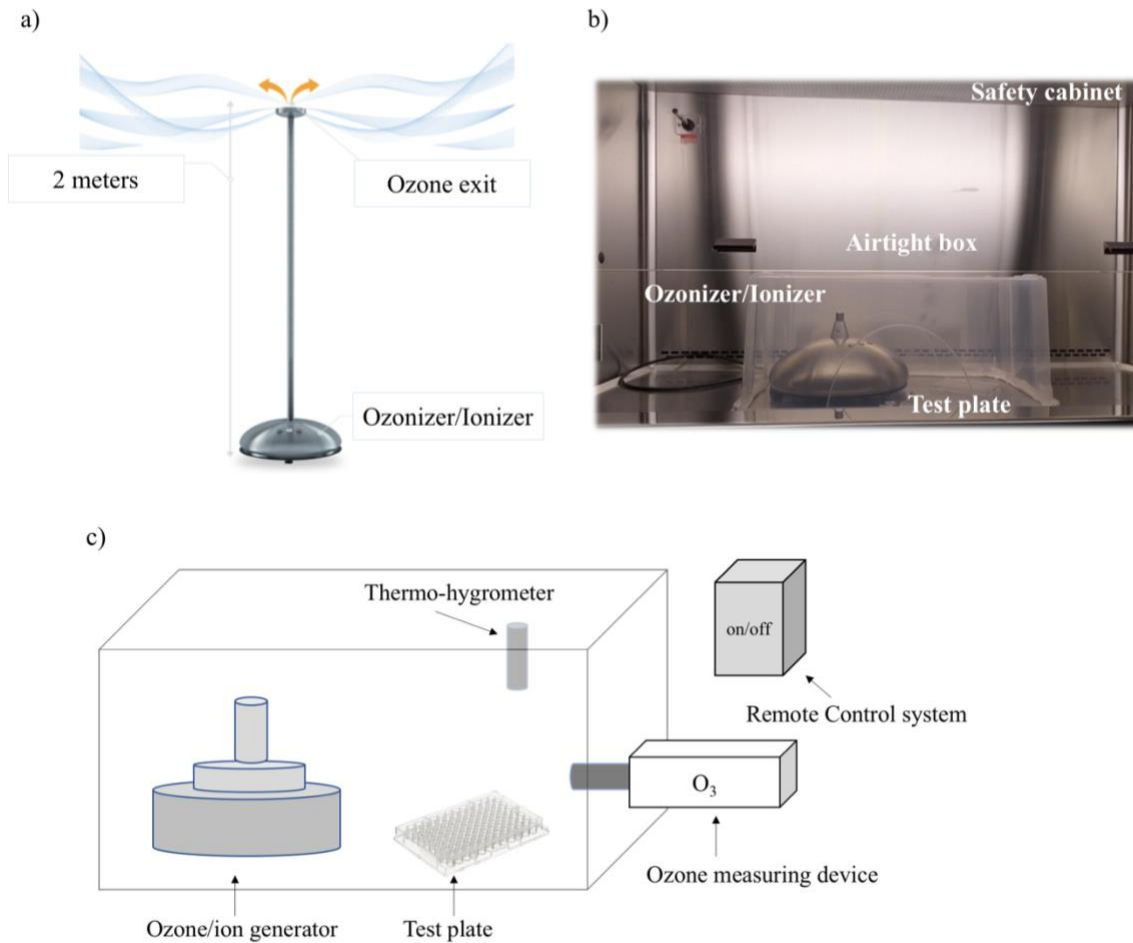 a)
2 meters
Ozone exit
Ozonizer/Ionizer
b)
Safety cabinet
Airtight box
Ozonizer/Ionizer
Test plate
c)
Thermo-hygrometer
on/off
Remote Control system
O₃
Ozone measuring device
Ozone/ion generator
Test plate